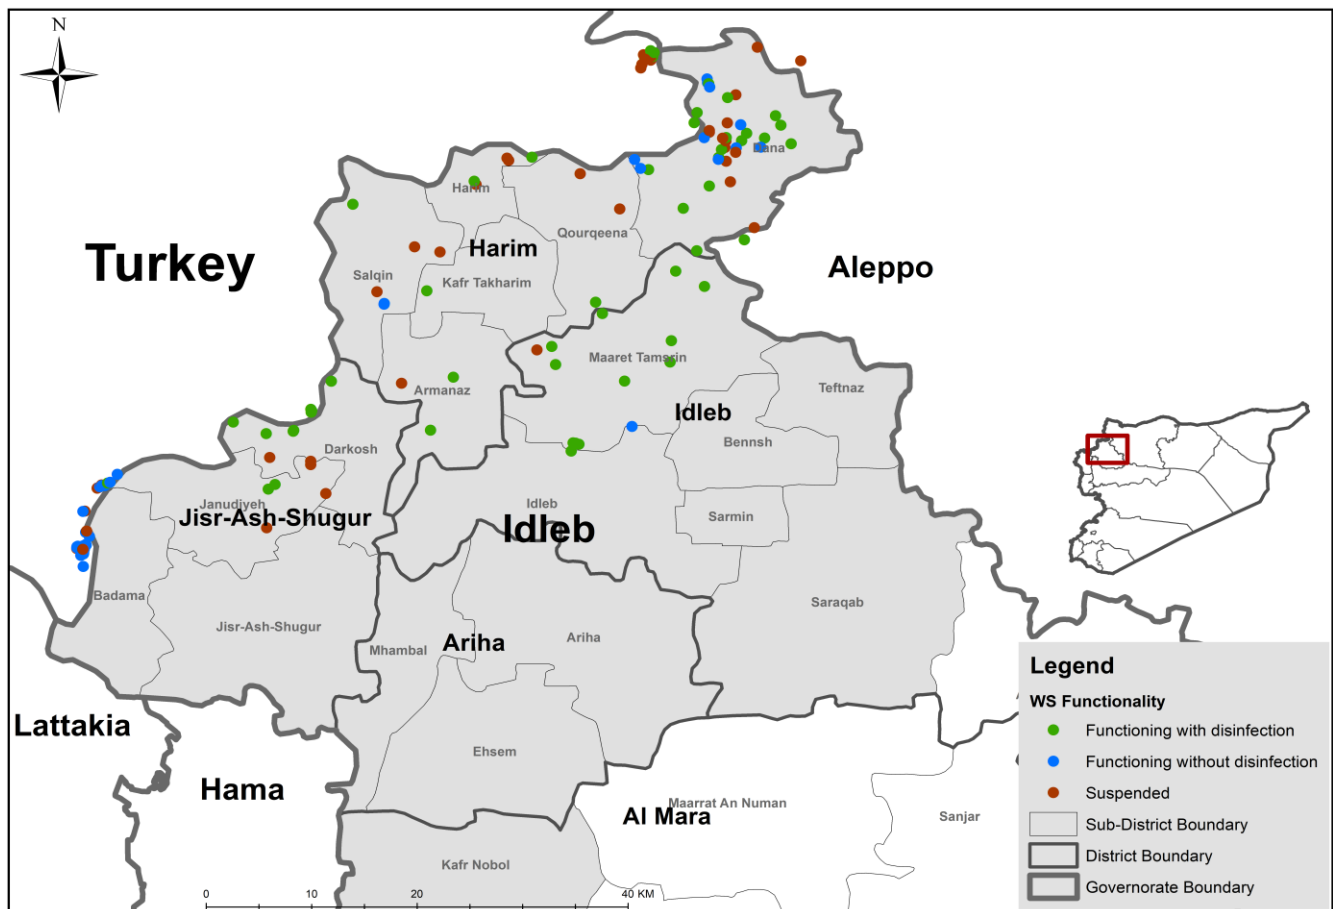 N
Dana
Harim
Turkey
Qourqeena
Harim
Aleppo
Salqin
Kafr Takharim
Maaret Tamsrin
Teftnaz
Armanaz
Idleb
Bennsh
Darkosh
Janudiyeh
Idleb
Jisr-Ash-Shugur
Idleb
Sarmin
Badama
Saraqab
Jisr-Ash-Shugur
Mhambal
Ariha
Ariha
Lattakia
Ehsem
Hama
Maarrat An Numan
Al Mara
Sanjar
Kafr Nobol
0 10 20 40 KM
Legend
WS Functionality
Functioning with disinfection
Functioning without disinfection
Suspended
Sub-District Boundary
District Boundary
Governorate Boundary